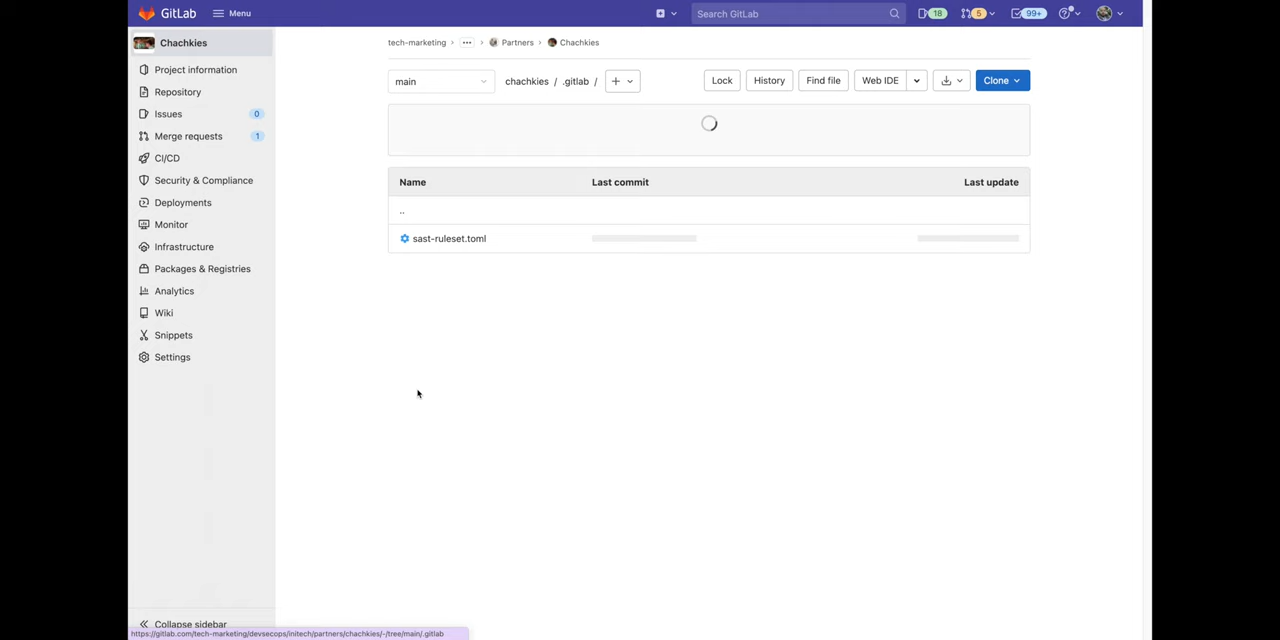 GitLab Menu Search GitLab 18 5 99+
Chachkies
tech-marketing › ··· › Partners › Chachkies
Project information
main chachkies / .gitlab / + Lock History Find file Web IDE Clone
Repository
Issues 0
Merge requests 1
CI/CD
Security & Compliance
Name Last commit Last update
Deployments
..
Monitor
sast-ruleset.toml
Infrastructure
Packages & Registries
Analytics
Wiki
Snippets
Settings
Collapse sidebar
https://gitlab.com/tech-marketing/devsecops/initech/partners/chachkies/-/tree/main/.gitlab